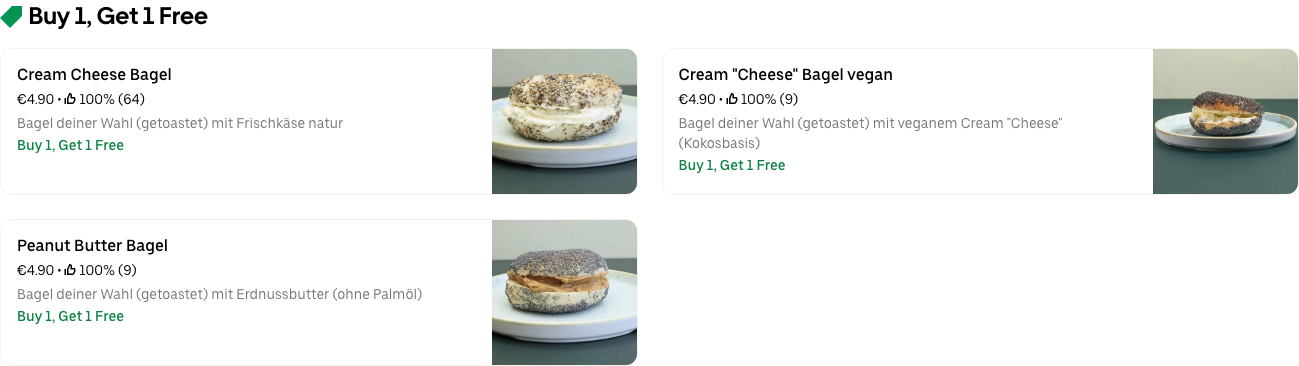 Buy 1, Get 1 Free
Cream Cheese Bagel
€4.90 • 100% (64)
Bagel deiner Wahl (getoastet) mit Frischkäse natur
Buy 1, Get 1 Free
Cream "Cheese" Bagel vegan
€4.90 • 100% (9)
Bagel deiner Wahl (getoastet) mit veganem Cream "Cheese"
(Kokosbasis)
Buy 1, Get 1 Free
Peanut Butter Bagel
€4.90 • 100% (9)
Bagel deiner Wahl (getoastet) mit Erdnussbutter (ohne Palmöl)
Buy 1, Get 1 Free